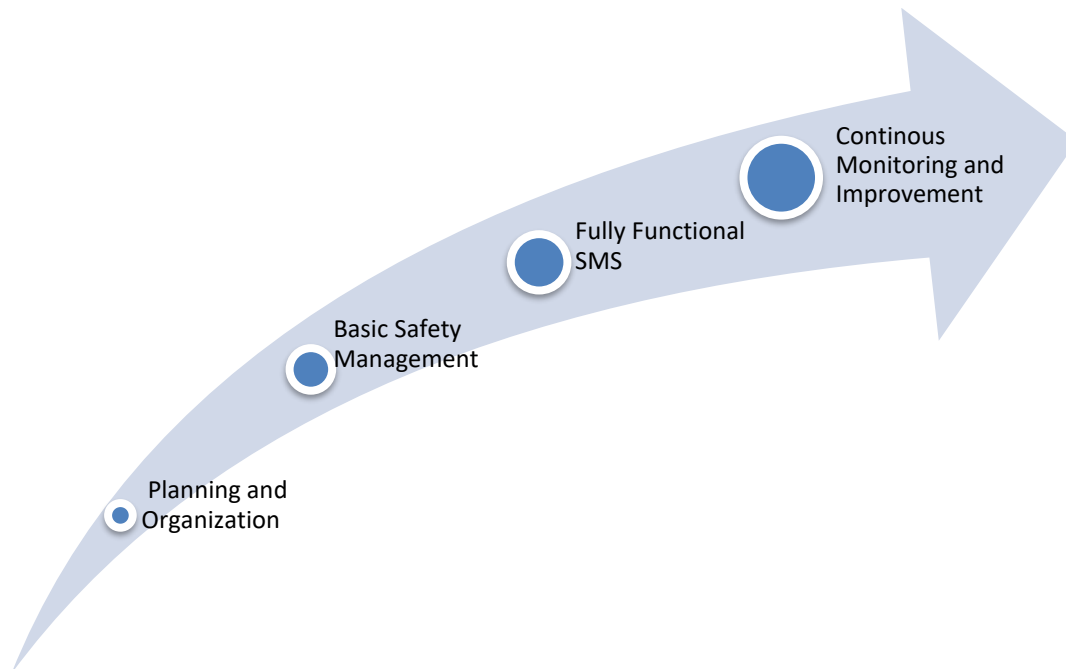 Continous
Monitoring and
Improvement
Fully Functional
SMS
Basic Safety
Management
Planning and
Organization